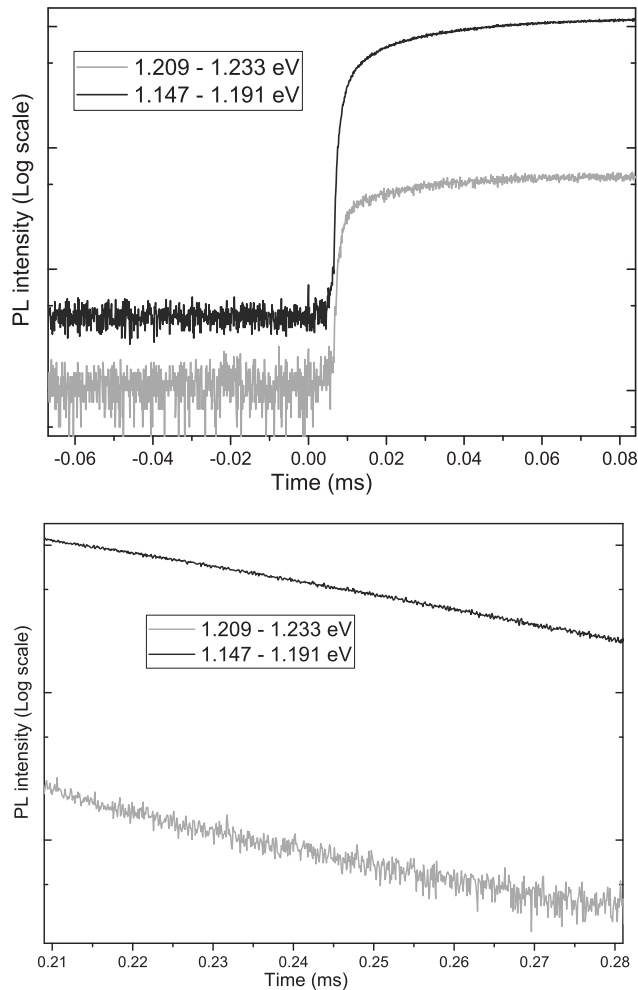 PL intensity (Log scale)
1.209 - 1.233 eV
1.147 - 1.191 eV
-0.06 -0.04 -0.02 0.00 0.02 0.04 0.06 0.08
Time (ms)
PL intensity (Log scale)
1.209 - 1.233 eV
1.147 - 1.191 eV
0.21 0.22 0.23 0.24 0.25 0.26 0.27 0.28
Time (ms)